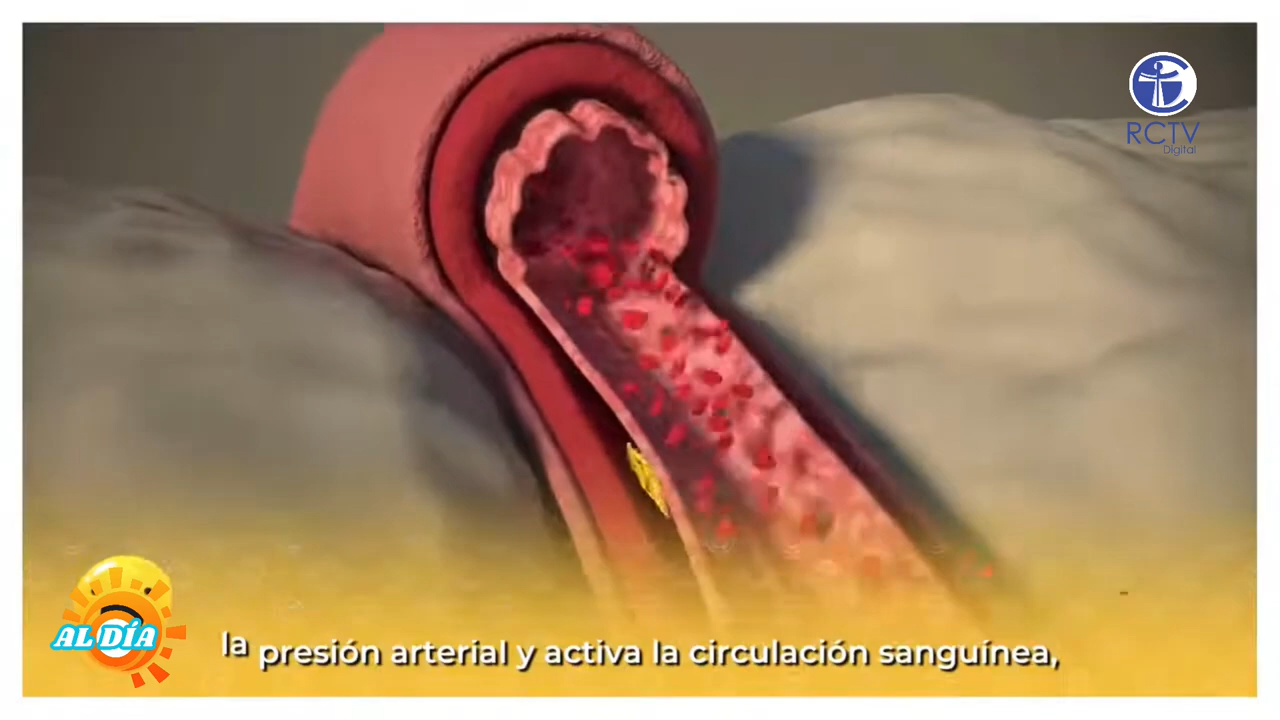 RCTV
Digital
AL DÍA
la presión arterial y activa la circulación sanguínea,